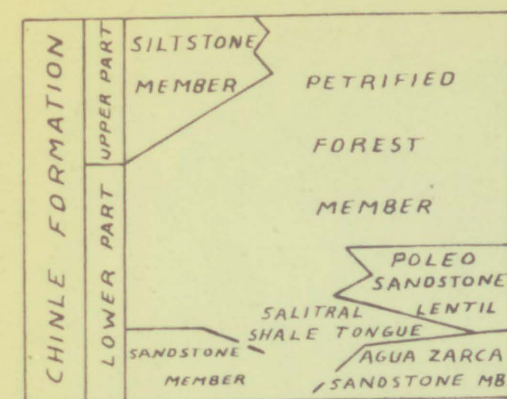 CHINLE FORMATION
UPPER PART
LOWER PART
SILTSTONE
MEMBER
PETRIFIED
FOREST
MEMBER
POLEO
SANDSTONE
LENTIL
SALITRAL
SHALE TONGUE
SANDSTONE
MEMBER
AGUA ZARCA
SANDSTONE MB